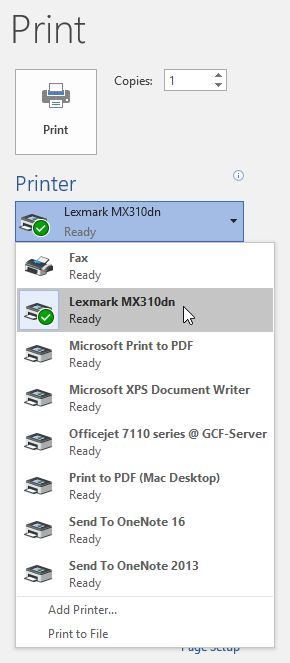 Print
Copies: 1
Print
Printer
Lexmark MX310dn
Ready
Fax
Ready
Lexmark MX310dn
Ready
Microsoft Print to PDF
Ready
Microsoft XPS Document Writer
Ready
Officejet 7110 series @ GCF-Server
Ready
Print to PDF (Mac Desktop)
Ready
Send To OneNote 16
Ready
Send To OneNote 2013
Ready
Add Printer...
Print to File
Page Setup